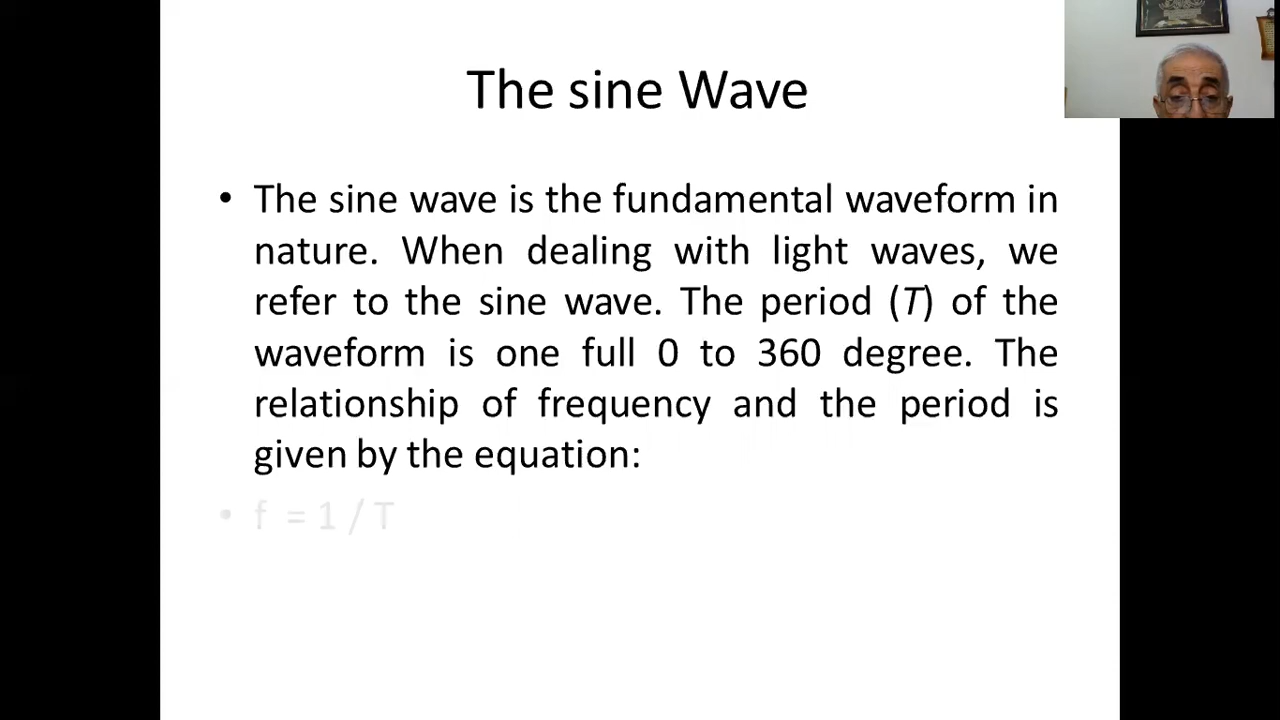 The sine Wave
• The sine wave is the fundamental waveform in
nature. When dealing with light waves, we
refer to the sine wave. The period (T) of the
waveform is one full 0 to 360 degree. The
relationship of frequency and the period is
given by the equation:
• f = 1 / T